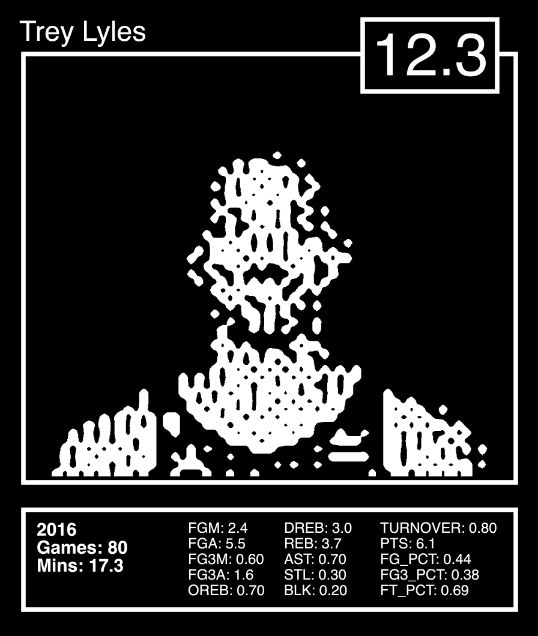 Trey Lyles
12.3
2016
Games: 80
Mins: 17.3
FGM: 2.4
FGA: 5.5
FG3M: 0.60
FG3A: 1.6
OREB: 0.70
DREB: 3.0
REB: 3.7
AST: 0.70
STL: 0.30
BLK: 0.20
TURNOVER: 0.80
PTS: 6.1
FG_PCT: 0.44
FG3_PCT: 0.38
FT_PCT: 0.69